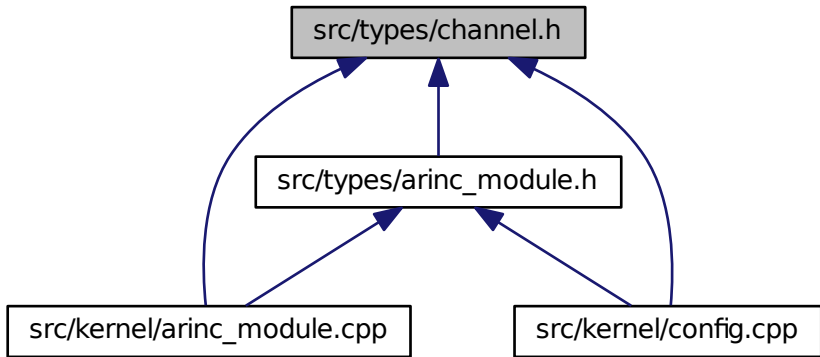 src/types/channel.h
src/types/arinc_module.h
src/kernel/arinc_module.cpp
src/kernel/config.cpp